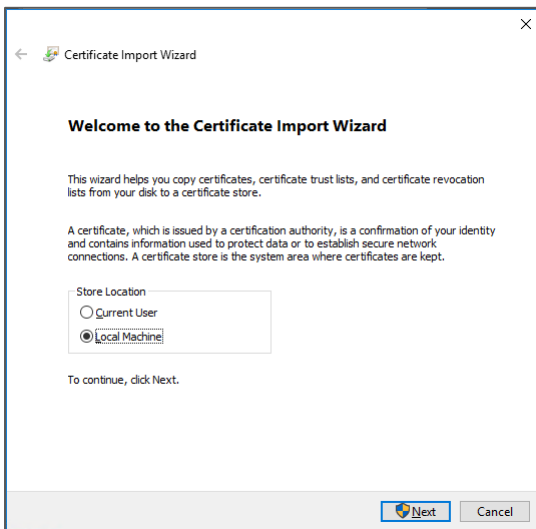 Certificate Import Wizard
Welcome to the Certificate Import Wizard
This wizard helps you copy certificates, certificate trust lists, and certificate revocation
lists from your disk to a certificate store.
A certificate, which is issued by a certification authority, is a confirmation of your identity
and contains information used to protect data or to establish secure network
connections. A certificate store is the system area where certificates are kept.
Store Location
Current User
Local Machine
To continue, click Next.
Next
Cancel